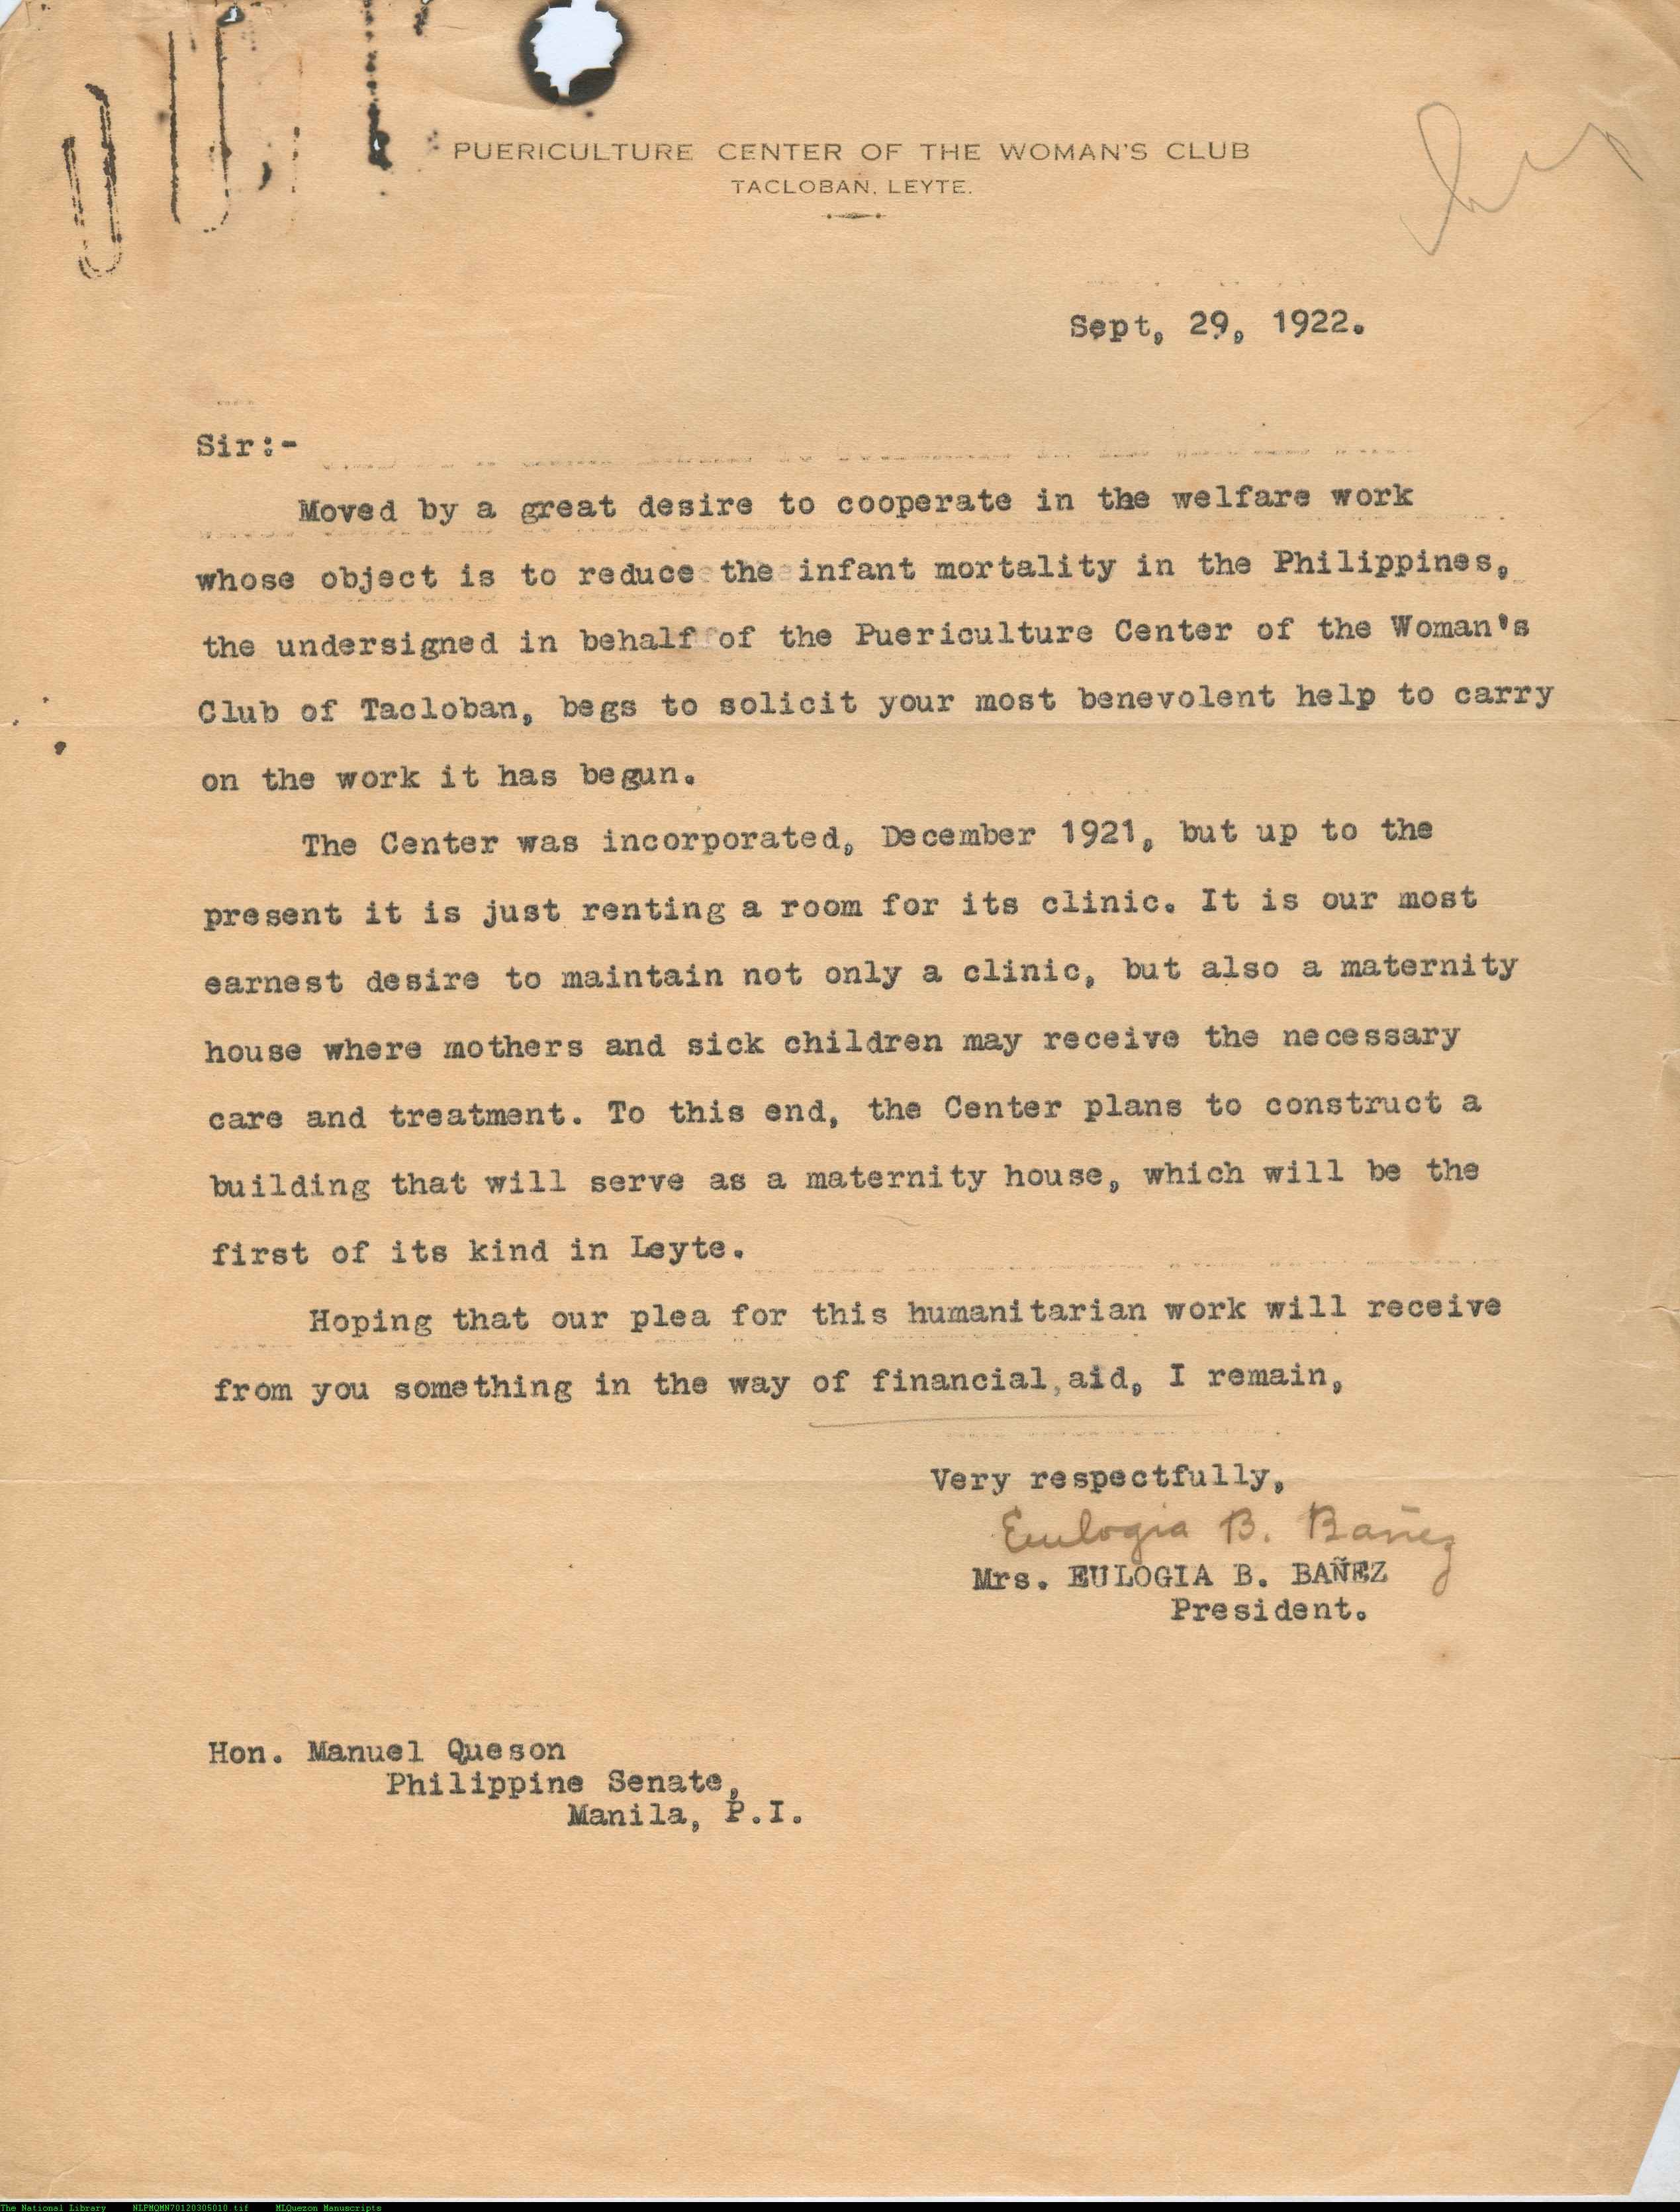 PUERICULTURE CENTER OF THE WOMAN'S CLUB
TACLOBAN, LEYTE.
Sept, 29, 1922.
Sir:-
Moved by a great desire to cooperate in the welfare work
whose object is to reduce the infant mortality in the Philippines,
the undersigned in behalf of the Puericulture Center of the Woman's
Club of Tacloban, begs to solicit your most benevolent help to carry
on the work it has begun.
The Center was incorporated, December 1921, but up to the
present it is just renting a room for its clinic. It is our most
earnest desire to maintain not only a clinic, but also a maternity
house where mothers and sick children may receive the necessary
care and treatment. To this end, the Center plans to construct a
building that will serve as a maternity house, which will be the
first of its kind in Leyte.
Hoping that our plea for this humanitarian work will receive
from you something in the way of financial, aid, I remain,
Very respectfully,
Eulogia B. Bañez
Mrs. EULOGIA B. BAÑEZ
President.
Hon. Manuel Queson
Philippine Senate,
Manila, P.I.
The National Library NLPMQMN70120305010.tif MLQuezon Manuscripts